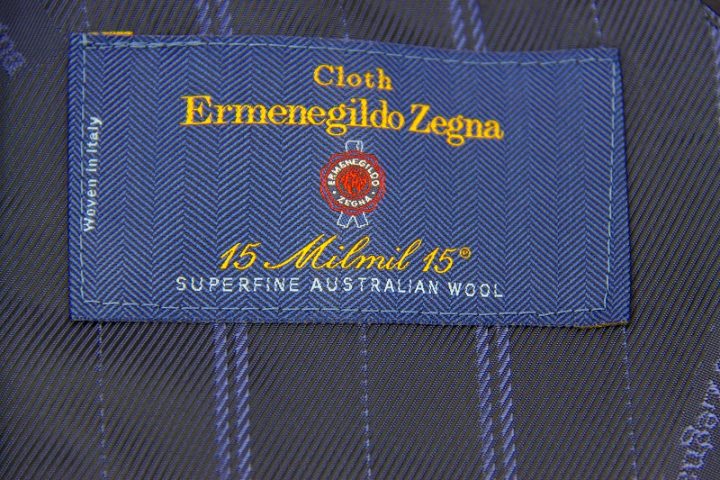 Cloth
Ermenegildo Zegna
Woven in Italy
ERMENEGILDO
ZEGNA
15 Milmil 15®
SUPERFINE AUSTRALIAN WOOL